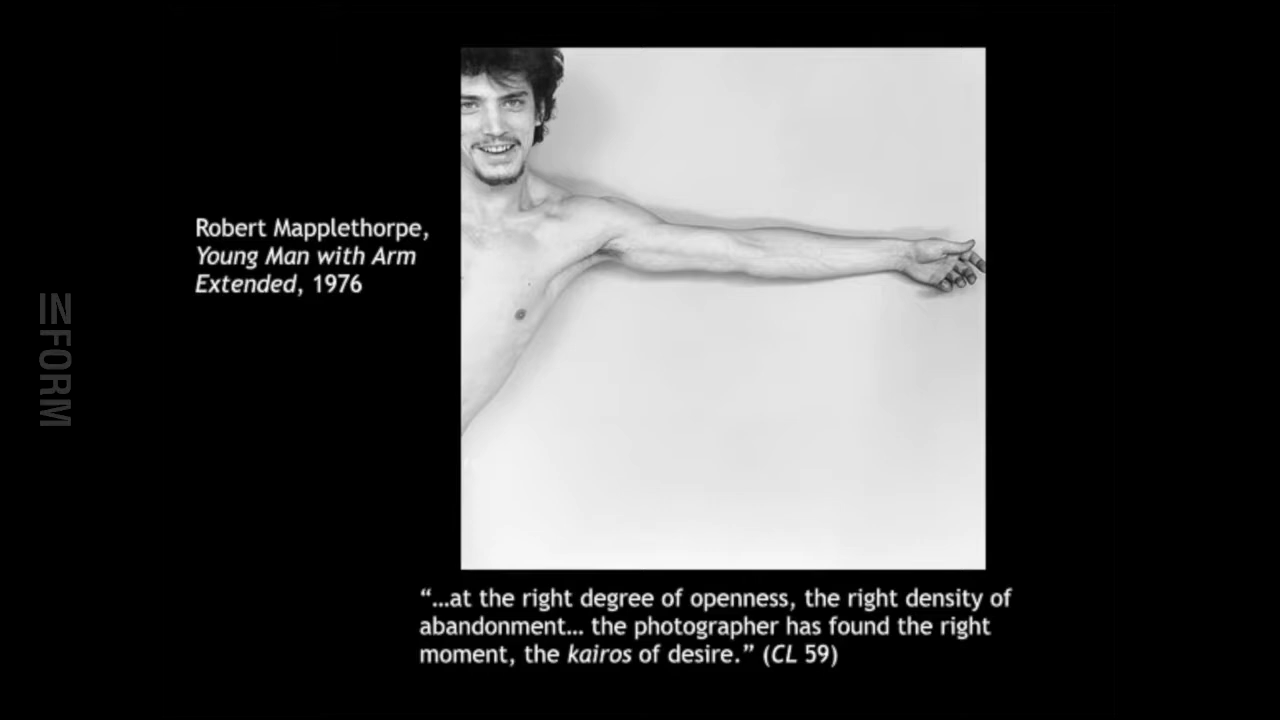 Robert Mapplethorpe,
Young Man with Arm
Extended, 1976
INFORM
“…at the right degree of openness, the right density of
abandonment… the photographer has found the right
moment, the kairos of desire.” (CL 59)